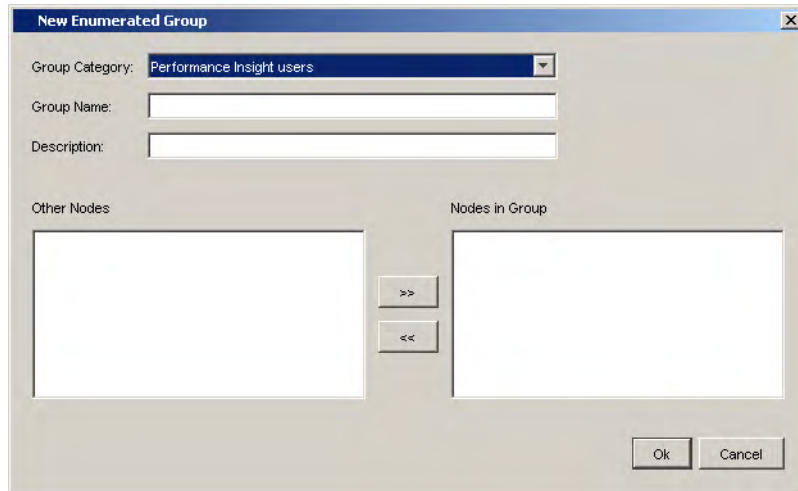 New Enumerated Group
Group Category: Performance Insight users
Group Name:
Description:
Other Nodes Nodes in Group
>>
<<
Ok Cancel